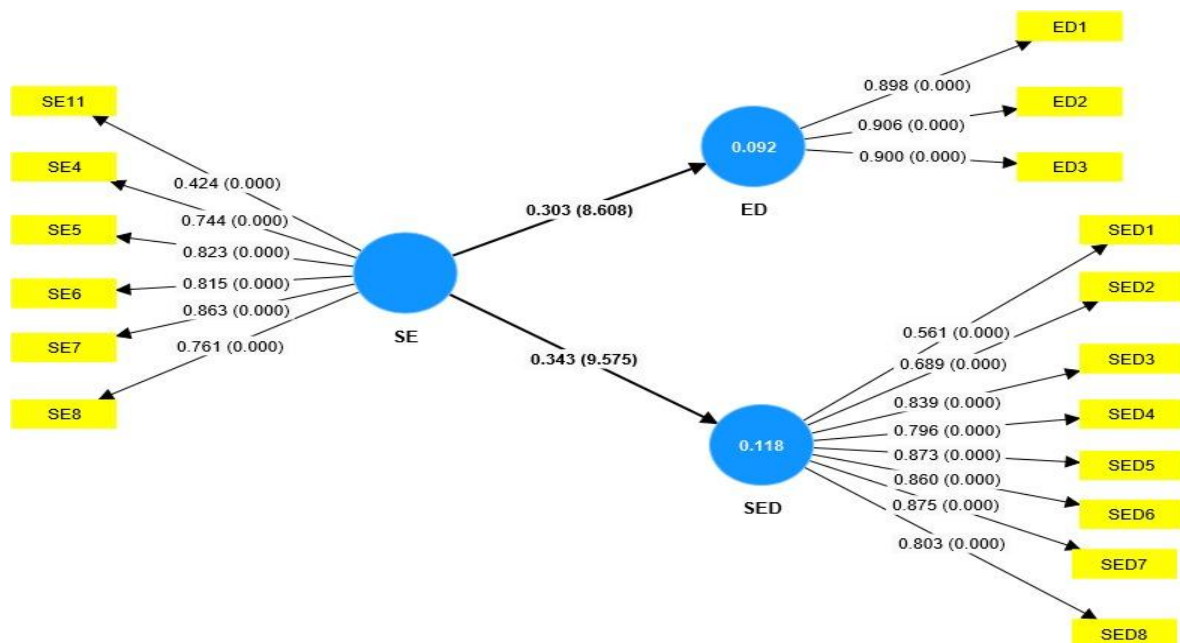 SE11
SE4
SE5
SE6
SE7
SE8
0.424 (0.000)
0.744 (0.000)
0.823 (0.000)
0.815 (0.000)
0.863 (0.000)
0.761 (0.000)
SE
0.303 (8.608)
0.343 (9.575)
0.092
ED
0.898 (0.000)
0.906 (0.000)
0.900 (0.000)
ED1
ED2
ED3
0.118
SED
0.561 (0.000)
0.689 (0.000)
0.839 (0.000)
0.796 (0.000)
0.873 (0.000)
0.860 (0.000)
0.875 (0.000)
0.803 (0.000)
SED1
SED2
SED3
SED4
SED5
SED6
SED7
SED8